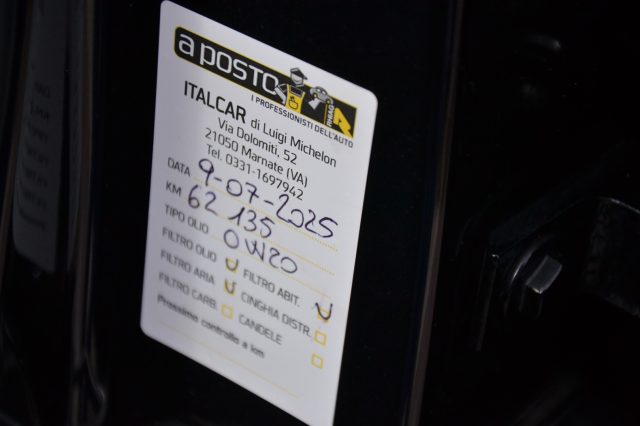 a posto
I PROFESSIONISTI DELL'AUTO
ITALCAR di Luigi Michelon
Via Dolomiti, 52
21050 Marnate (VA)
Tel. 0331-1697942
DATA 9-07-2025
KM 62 135
TIPO OLIO 0W20
FILTRO OLIO FILTRO ABIT.
FILTRO ARIA CINGHIA DISTR.
FILTRO CARB. CANDELE
Prossimo controllo a km